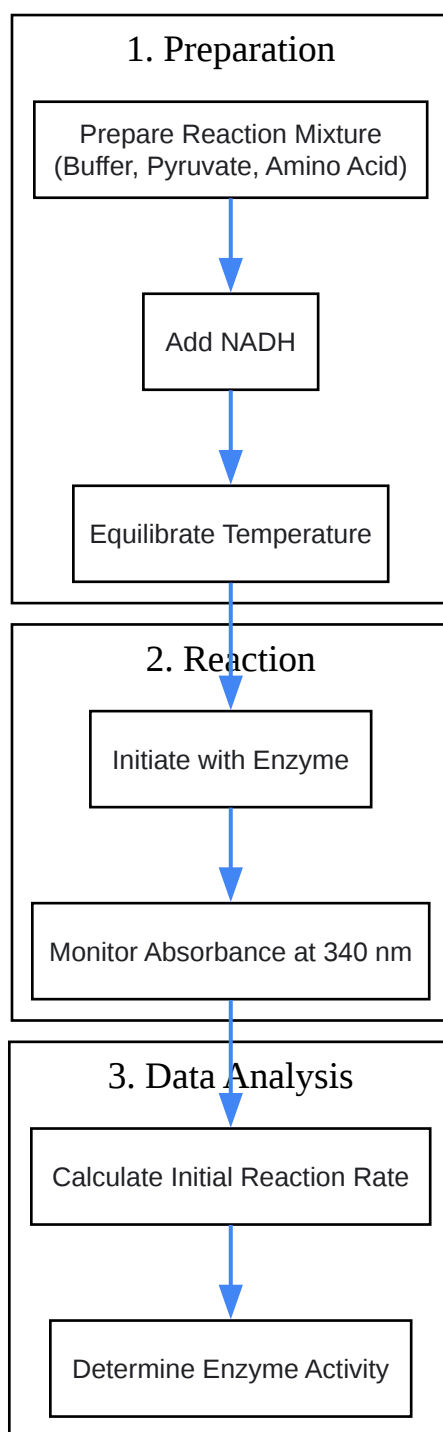 1. Preparation
Prepare Reaction Mixture
(Buffer, Pyruvate, Amino Acid)
Add NADH
Equilibrate Temperature
2. Reaction
Initiate with Enzyme
Monitor Absorbance at 340 nm
3. Data Analysis
Calculate Initial Reaction Rate
Determine Enzyme Activity